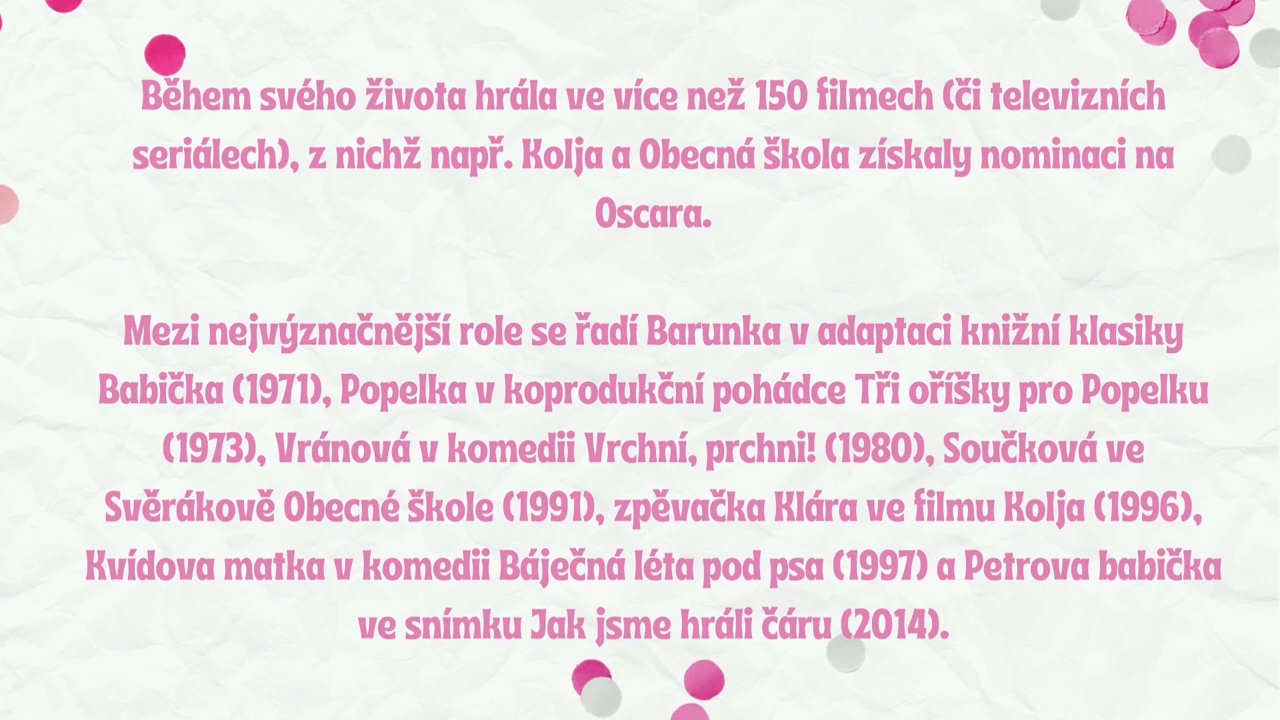 Během svého života hrála ve více než 150 filmech (či televizních
seriálech), z nichž např. Kolja a Obecná škola získaly nominaci na
Oscara.
Mezi nejvýznačnější role se řadí Barunka v adaptaci knižní klasiky
Babička (1971), Popelka v koprodukční pohádce Tři oříšky pro Popelku
(1973), Vránová v komedii Vrchní, prchni! (1980), Součková ve
Svěrákově Obecné škole (1991), zpěvačka Klára ve filmu Kolja (1996),
Kvídova matka v komedii Báječná léta pod psa (1997) a Petrova babička
ve snímku Jak jsme hráli čáru (2014).